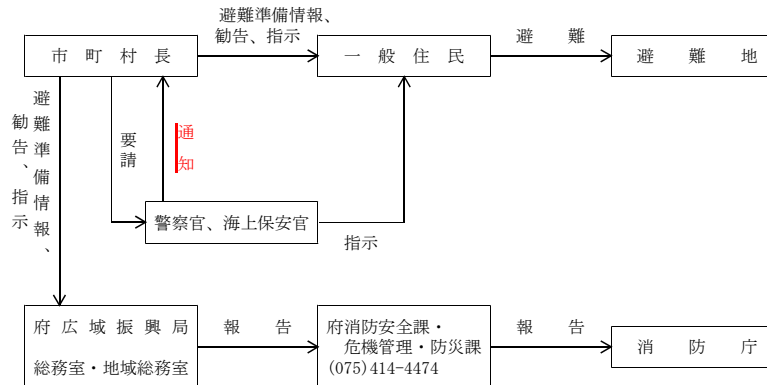 避難準備情報、
勧告、指示
市町村長
一般住民
避難
避難地
避難準備情報、
勧告、指示
要請
通知
警察官、海上保安官
指示
府広域振興局
総務室・地域総務室
報告
府消防安全課・
危機管理・防災課
(075)414-4474
報告
消防庁